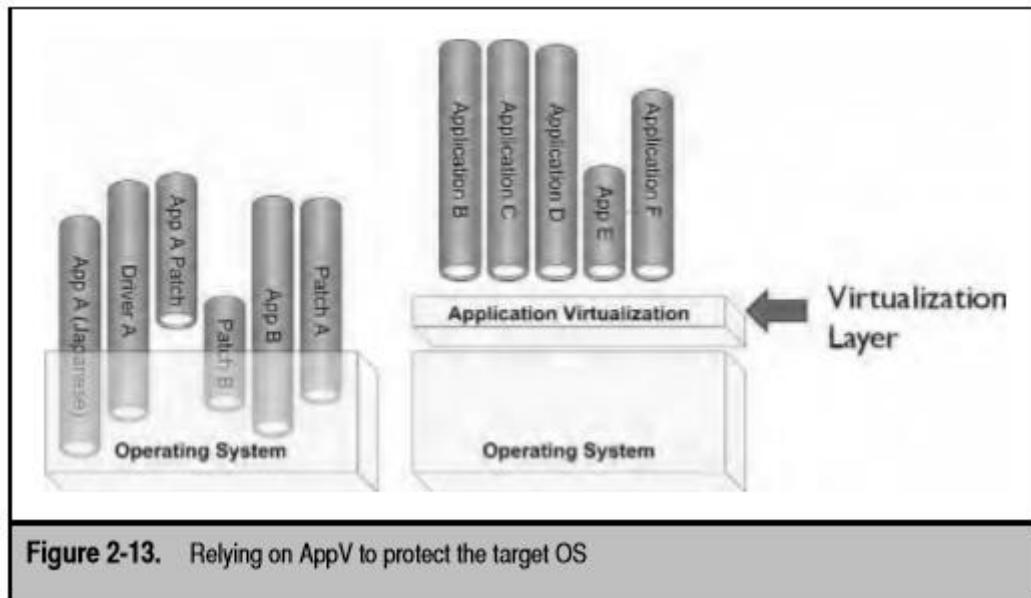 App A (Japanese)
Driver A
App A Patch
Patch B
App B
Patch A
Operating System
Application B
Application C
Application D
App E
Application F
Application Virtualization
Virtualization
Layer
Operating System
Figure 2-13. Relying on AppV to protect the target OS